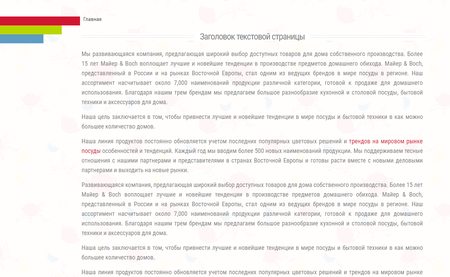 Главная
Заголовок текстовой страницы
Мы развивающаяся компания, предлагающая широкий выбор доступных товаров для дома собственного производства. Более
15 лет Майер & Boch воплощает лучшие и новейшие тенденции в производстве предметов домашнего обихода. Майер & Boch,
представленный в России и на рынках Восточной Европы, стал одним из ведущих брендов в мире посуды в регионе. Наш
ассортимент насчитывает около 7,000 наименований продукции различной категории, готовой к продаже для домашнего
использования. Благодаря нашим трем брендам мы предлагаем большое разнообразие кухонной и столовой посуды, бытовой
техники и аксессуаров для дома.
Наша цель заключается в том, чтобы привнести лучшие и новейшие тенденции в мире посуды и бытовой техники в как можно
большее количество домов.
Наша линия продуктов постоянно обновляется учетом последних популярных цветовых решений и трендов на мировом рынке
посуды особенностей и тенденций. Каждый год мы вводим более 500 новых наименований продукции. Мы поддерживаем тесные
отношения с нашими партнерами и представителями в странах Восточной Европы и готовы расти вместе с новыми деловыми
партнерами и выходить на новые рынки.
Развивающаяся компания, предлагающая широкий выбор доступных товаров для дома собственного производства. Более 15 лет
Майер & Boch воплощает лучшие и новейшие тенденции в производстве предметов домашнего обихода. Майер & Boch,
представленный в России и на рынках Восточной Европы, стал одним из ведущих брендов в мире посуды в регионе. Наш
ассортимент насчитывает около 7,000 наименований продукции различной категории, готовой к продаже для домашнего
использования. Благодаря нашим трем брендам мы предлагаем большое разнообразие кухонной и столовой посуды, бытовой
техники и аксессуаров для дома.
Наша цель заключается в том, чтобы привнести лучшие и новейшие тенденции в мире посуды и бытовой техники в как можно
большее количество домов.
Наша линия продуктов постоянно обновляется учетом последних популярных цветовых решений и трендов на мировом рынке